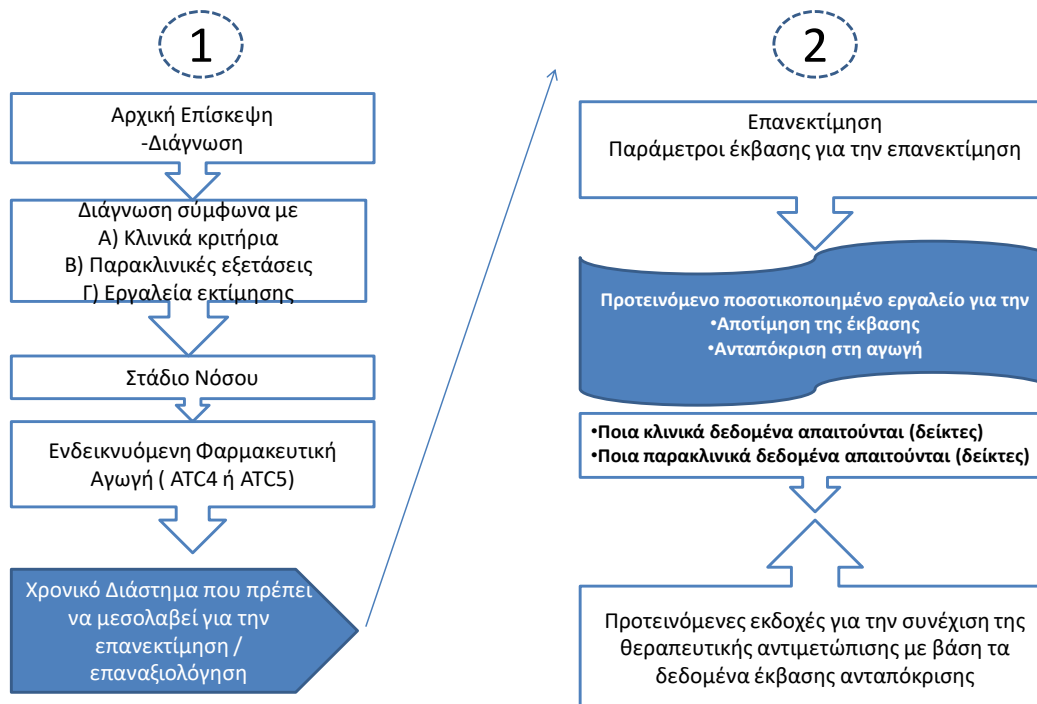 1
Αρχική Επίσκεψη
-Διάγνωση
Διάγνωση σύμφωνα με
Α) Κλινικά κριτήρια
Β) Παρακλινικές εξετάσεις
Γ) Εργαλεία εκτίμησης
Στάδιο Νόσου
Ενδεικνυόμενη Φαρμακευτική
Αγωγή ( ATC4 ή ATC5)
Χρονικό Διάστημα που πρέπει
να μεσολαβεί για την
επανεκτίμηση /
επαναξιολόγηση
2
Επανεκτίμηση
Παράμετροι έκβασης για την επανεκτίμηση
Προτεινόμενο ποσοτικοποιημένο εργαλείο για την
•Αποτίμηση της έκβασης
•Ανταπόκριση στη αγωγή
•Ποια κλινικά δεδομένα απαιτούνται (δείκτες)
•Ποια παρακλινικά δεδομένα απαιτούνται (δείκτες)
Προτεινόμενες εκδοχές για την συνέχιση της
θεραπευτικής αντιμετώπισης με βάση τα
δεδομένα έκβασης ανταπόκρισης